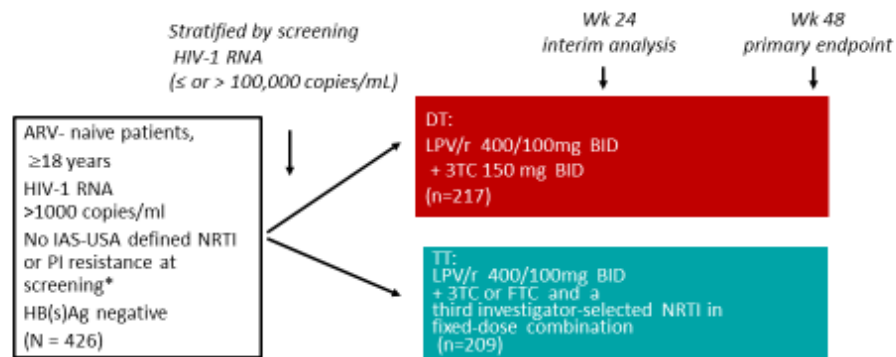 Stratified by screening
HIV-1 RNA
(≤ or > 100,000 copies/mL)
Wk 24
interim analysis
Wk 48
primary endpoint
ARV- naive patients,
≥18 years
HIV-1 RNA
>1000 copies/ml
No IAS-USA defined NRTI
or PI resistance at
screening*
HB(s)Ag negative
(N = 426)
DT:
LPV/r 400/100mg BID
+ 3TC 150 mg BID
(n=217)
TT:
LPV/r 400/100mg BID
+ 3TC or FTC and a
third investigator-selected NRTI in
fixed-dose combination
(n=209)